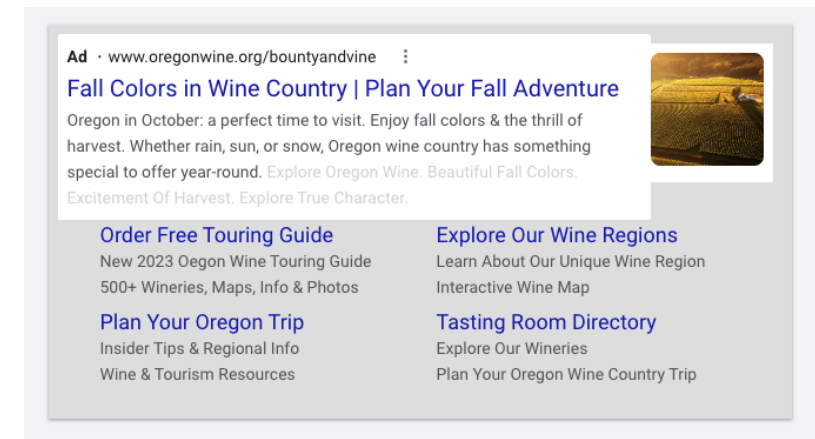 Ad · www.oregonwine.org/bountyandvine
Fall Colors in Wine Country | Plan Your Fall Adventure
Oregon in October: a perfect time to visit. Enjoy fall colors & the thrill of
harvest. Whether rain, sun, or snow, Oregon wine country has something
special to offer year-round. Explore Oregon Wine. Beautiful Fall Colors.
Excitement Of Harvest. Explore True Character.
Order Free Touring Guide
New 2023 Oegon Wine Touring Guide
500+ Wineries, Maps, Info & Photos
Explore Our Wine Regions
Learn About Our Unique Wine Region
Interactive Wine Map
Plan Your Oregon Trip
Insider Tips & Regional Info
Wine & Tourism Resources
Tasting Room Directory
Explore Our Wineries
Plan Your Oregon Wine Country Trip